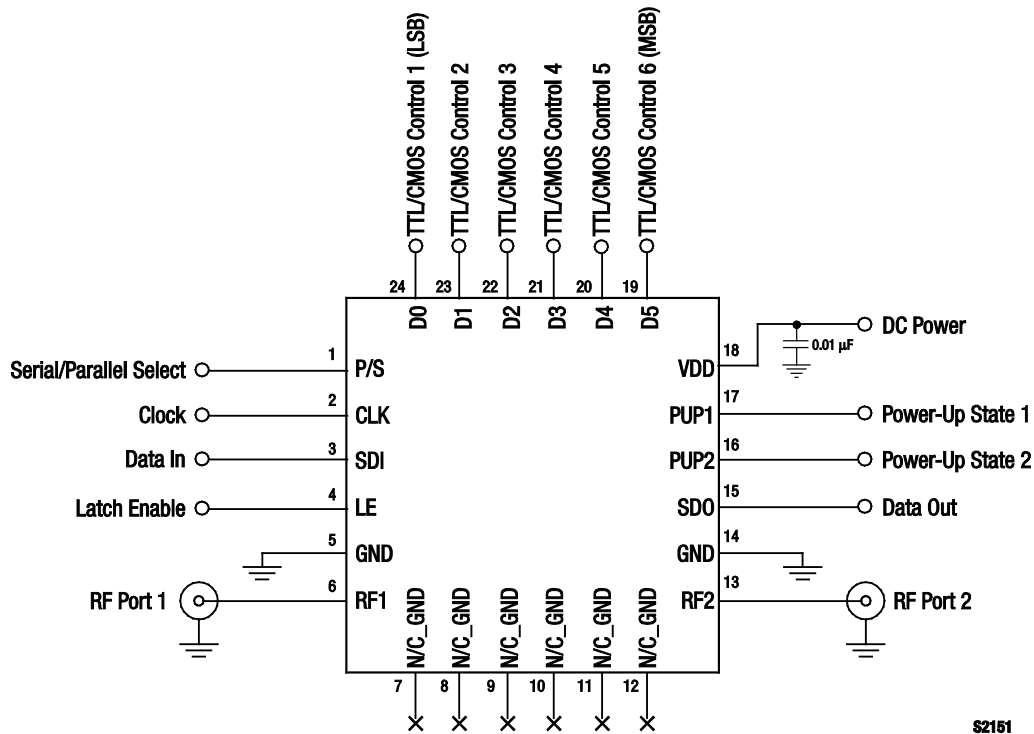 TTL/CMOS Control 1 (LSB)
TTL/CMOS Control 2
TTL/CMOS Control 3
TTL/CMOS Control 4
TTL/CMOS Control 5
TTL/CMOS Control 6 (MSB)
24
23
22
21
20
19
D0
D1
D2
D3
D4
D5
Serial/Parallel Select
1
P/S
Clock
2
CLK
Data In
3
SDI
Latch Enable
4
LE
5
GND
RF Port 1
6
RF1
DC Power
0.01 µF
18
VDD
17
PUP1
Power-Up State 1
16
PUP2
Power-Up State 2
15
SDO
Data Out
14
GND
13
RF2
RF Port 2
N/C_GND
N/C_GND
N/C_GND
N/C_GND
N/C_GND
N/C_GND
7
8
9
10
11
12
S2151